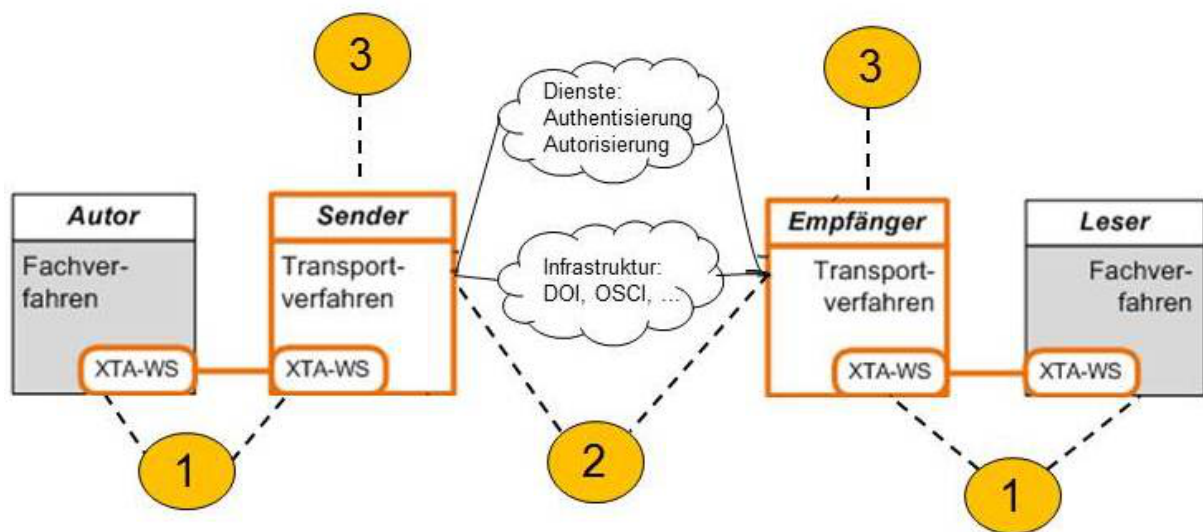 3
3
Dienste:
Authentisierung
Autorisierung
Autor
Fachver-
fahren
XTA-WS
Sender
Transport-
verfahren
XTA-WS
Infrastruktur:
DOI, OSCI, ...
Empfänger
Transport-
verfahren
XTA-WS
Leser
Fachver-
fahren
XTA-WS
1
2
1